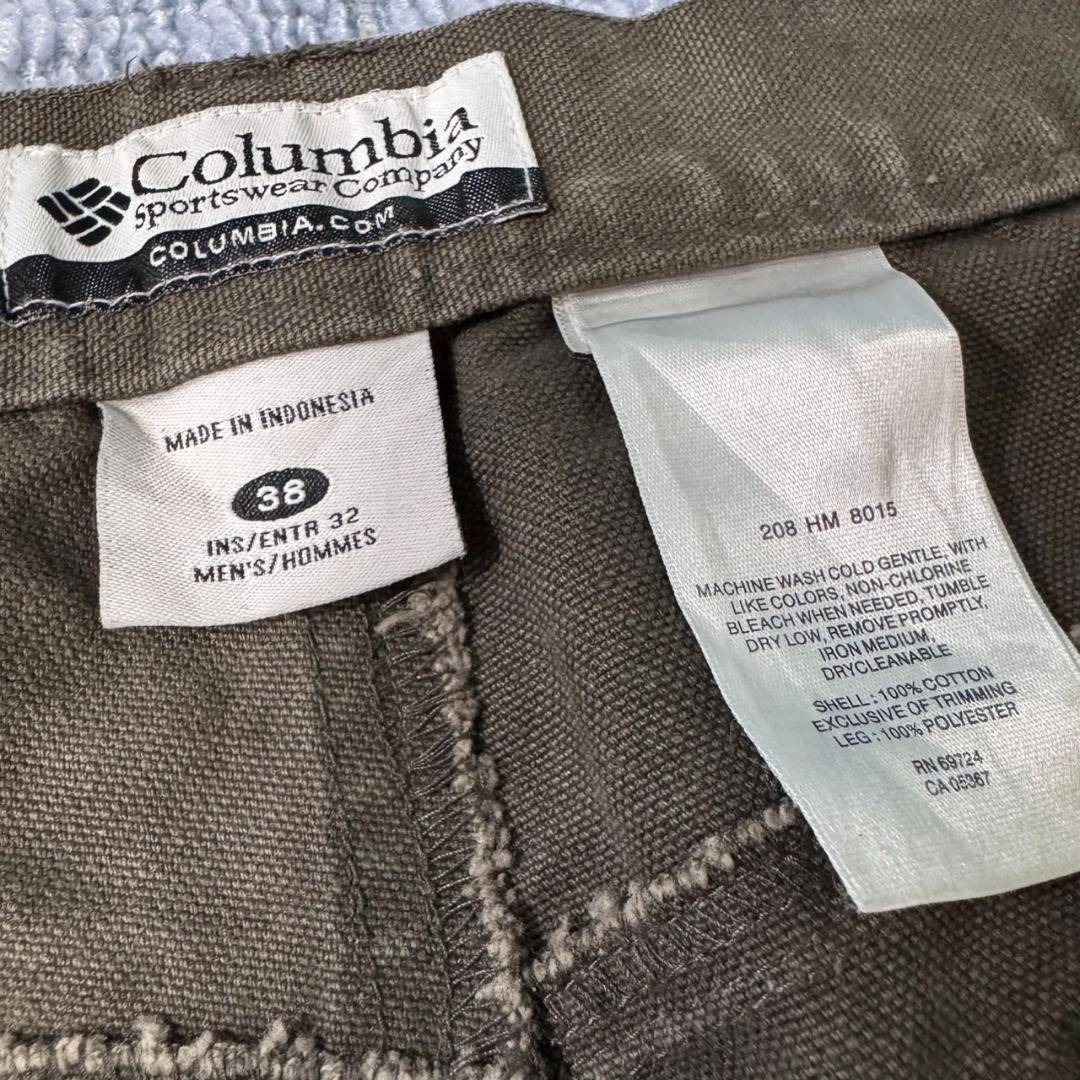 Columbia
Sportswear Company
COLUMBIA.COM
MADE IN INDONESIA
38
INS/ENTR 32
MEN'S/HOMMES
208 HM 8015
MACHINE WASH COLD GENTLE, WITH
LIKE COLORS, NON-CHLORINE
BLEACH WHEN NEEDED, TUMBLE
DRY LOW, REMOVE PROMPTLY,
IRON MEDIUM,
DRYCLEANABLE
SHELL : 100% COTTON
EXCLUSIVE OF TRIMMING
LEG : 100% POLYESTER
RN 69724
CA 05367